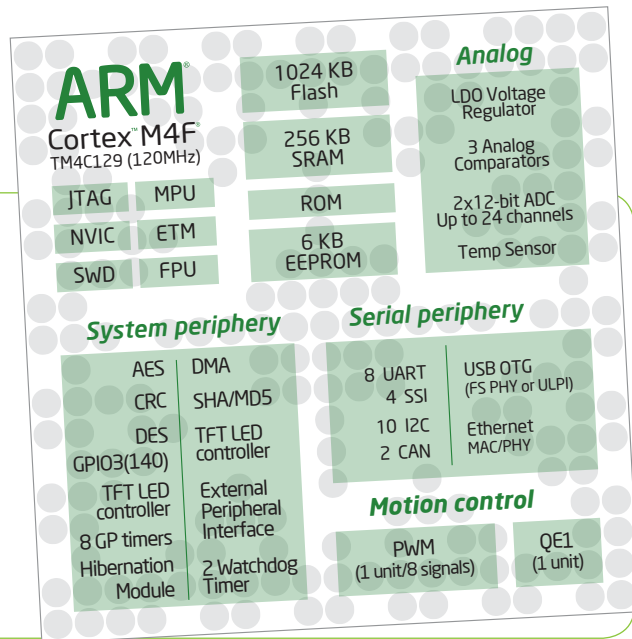 ARM®
Cortex™ M4F®
TM4C129 (120MHz)
JTAG
MPU
NVIC
ETM
SWD
FPU
1024 KB
Flash
256 KB
SRAM
ROM
6 KB
EEPROM
Analog
LDO Voltage
Regulator
3 Analog
Comparators
2x12-bit ADC
Up to 24 channels
Temp Sensor
System periphery
AES
CRC
DES
GPIO3(140)
TFT LED
controller
8 GP timers
Hibernation
Module
DMA
SHA/MD5
TFT LED
controller
External
Peripheral
Interface
2 Watchdog
Timer
Serial periphery
8 UART
4 SSI
10 I2C
2 CAN
USB OTG
(FS PHY or ULPI)
Ethernet
MAC/PHY
Motion control
PWM
(1 unit/8 signals)
QE1
(1 unit)